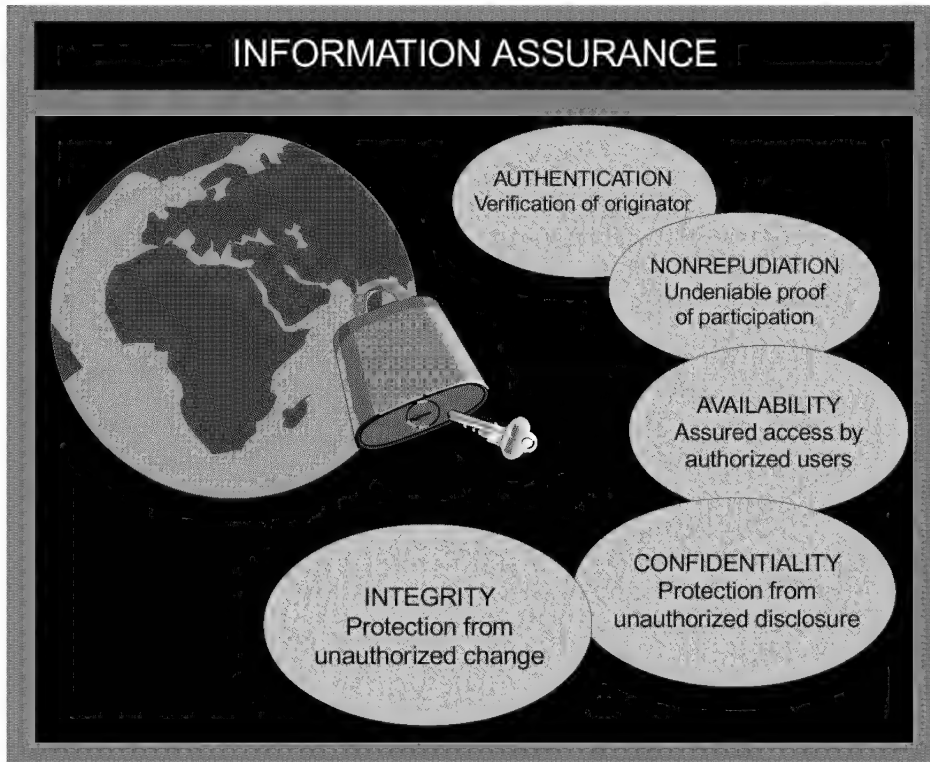 INFORMATION ASSURANCE
AUTHENTICATION
Verification of originator
NONREPUDIATION
Undeniable proof
of participation
AVAILABILITY
Assured access by
authorized users
CONFIDENTIALITY
Protection from
unauthorized disclosure
INTEGRITY
Protection from
unauthorized change